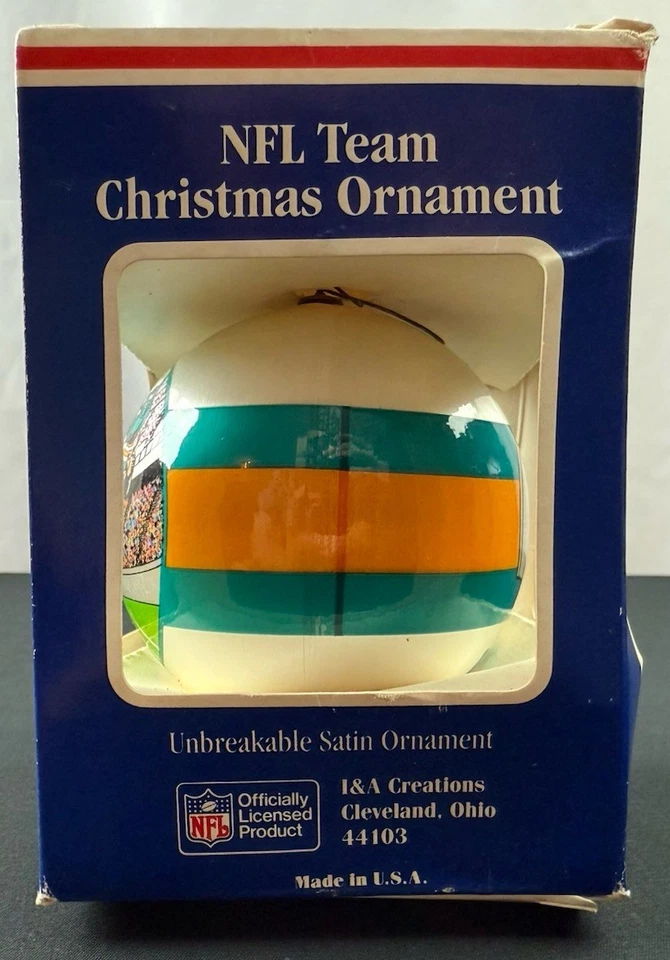 NFL Team
Christmas Ornament
Unbreakable Satin Ornament
NFL
Officially
Licensed
Product
I&A Creations
Cleveland, Ohio
44103
Made in U.S.A.